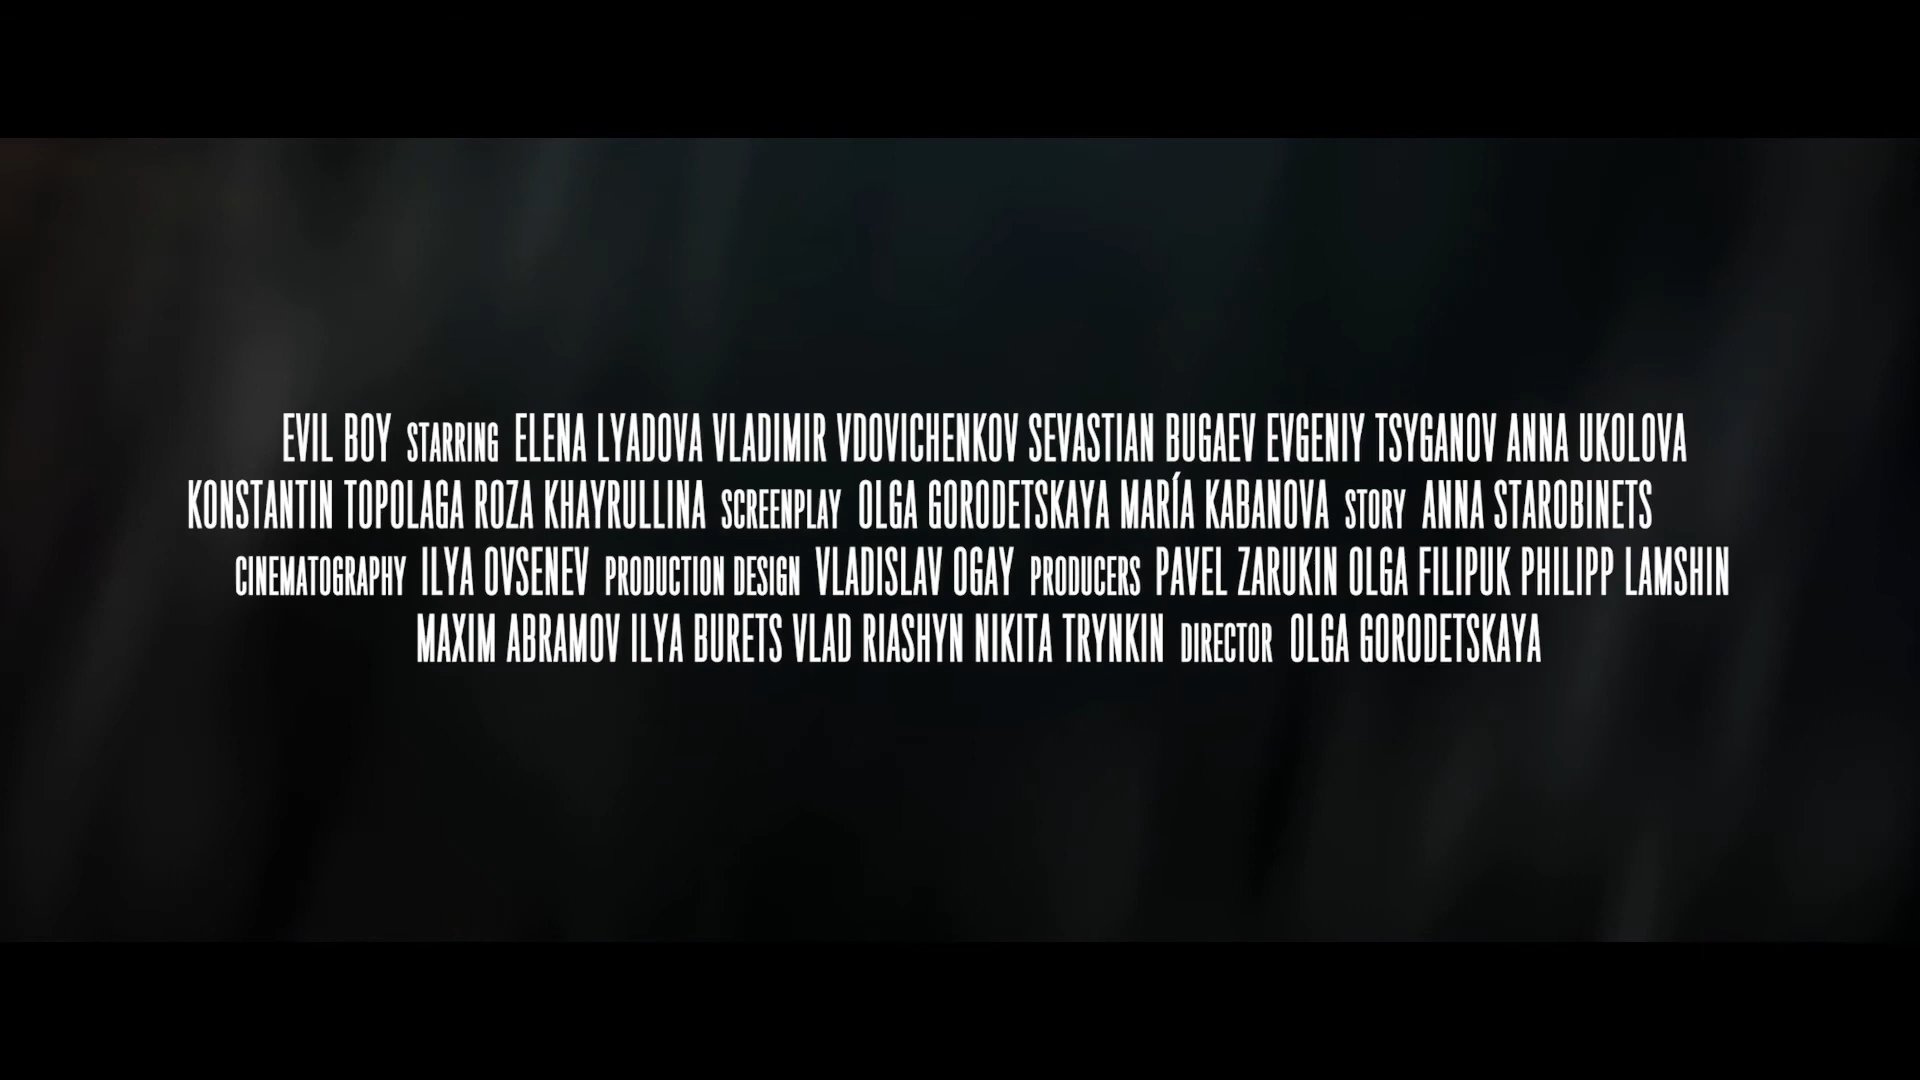 EVIL BOY STARRING ELENA LYADOVA VLADIMIR VDOVICHENKOV SEVASTIAN BUGAEV EVGENIY TSYGANOV ANNA UKOLOVA
KONSTANTIN TOPOLAGA ROZA KHAYRULLINA SCREENPLAY OLGA GORODETSKAYA MARÍA KABANOVA STORY ANNA STAROBINETS
CINEMATOGRAPHY ILYA OVSENEV PRODUCTION DESIGN VLADISLAV OGAY PRODUCERS PAVEL ZARUKIN OLGA FILIPUK PHILIPP LAMSHIN
MAXIM ABRAMOV ILYA BURETS VLAD RIASHYN NIKITA TRYNKIN DIRECTOR OLGA GORODETSKAYA